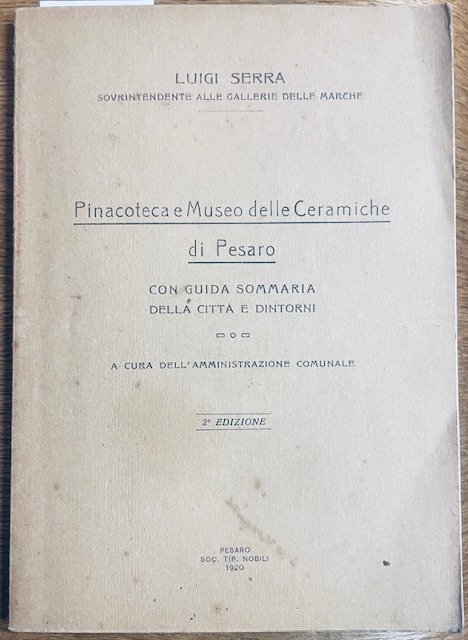 LUIGI SERRA
SOVRINTENDENTE ALLE GALLERIE DELLE MARCHE
Pinacoteca e Museo delle Ceramiche
di Pesaro
CON GUIDA SOMMARIA
DELLA CITTÀ E DINTORNI
A CURA DELL'AMMINISTRAZIONE COMUNALE
2ª EDIZIONE
PESARO
SOC. TIP. NOBILI
1920